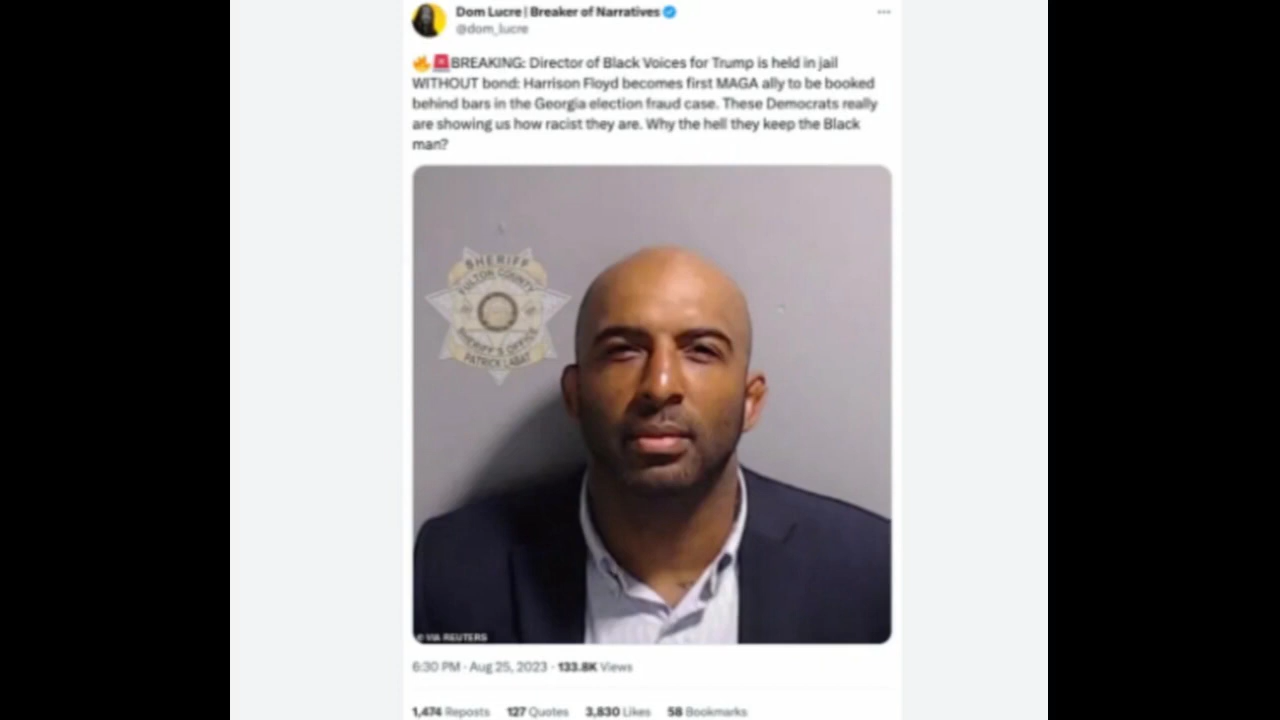 Dom Lucre | Breaker of Narratives
@dom_lucre
🔥🚨BREAKING: Director of Black Voices for Trump is held in jail
WITHOUT bond: Harrison Floyd becomes first MAGA ally to be booked
behind bars in the Georgia election fraud case. These Democrats really
are showing us how racist they are. Why the hell they keep the Black
man?
SHERIFF
FULTON COUNTY
SHERIFF'S OFFICE
PATRICK LABAT
© VIA REUTERS
6:30 PM · Aug 25, 2023 · 133.8K Views
1,474 Reposts 127 Quotes 3,830 Likes 58 Bookmarks